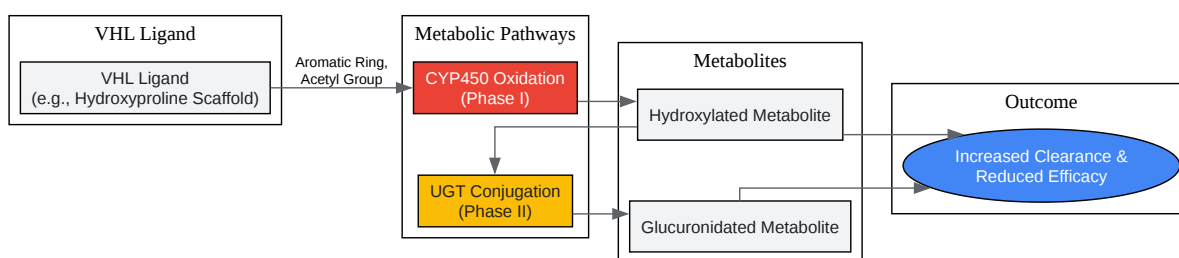 VHL Ligand
VHL Ligand
(e.g., Hydroxyproline Scaffold)
Aromatic Ring,
Acetyl Group
Metabolic Pathways
CYP450 Oxidation
(Phase I)
UGT Conjugation
(Phase II)
Metabolites
Hydroxylated Metabolite
Glucuronidated Metabolite
Outcome
Increased Clearance &
Reduced Efficacy